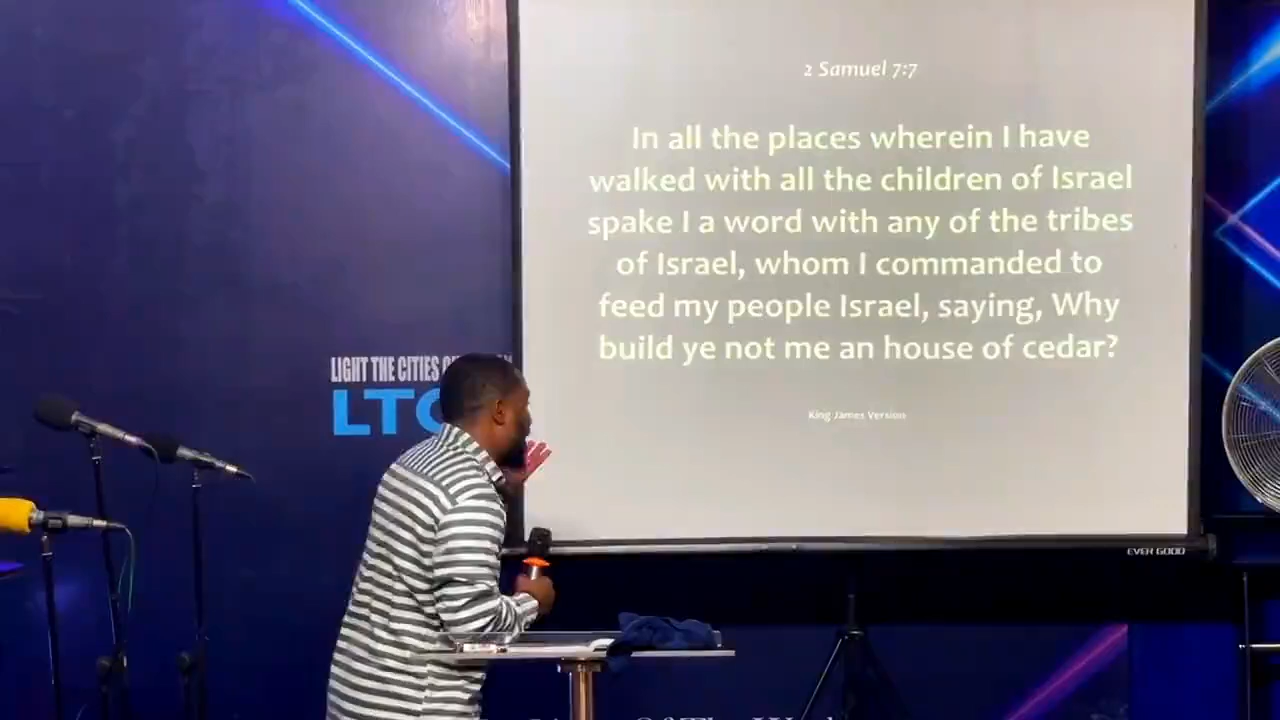 2 Samuel 7:7
In all the places wherein I have
walked with all the children of Israel
spake I a word with any of the tribes
of Israel, whom I commanded to
feed my people Israel, saying, Why
build ye not me an house of cedar?
King James Version
LIGHT THE CITIES
LTC
EVER GOOD
Of The